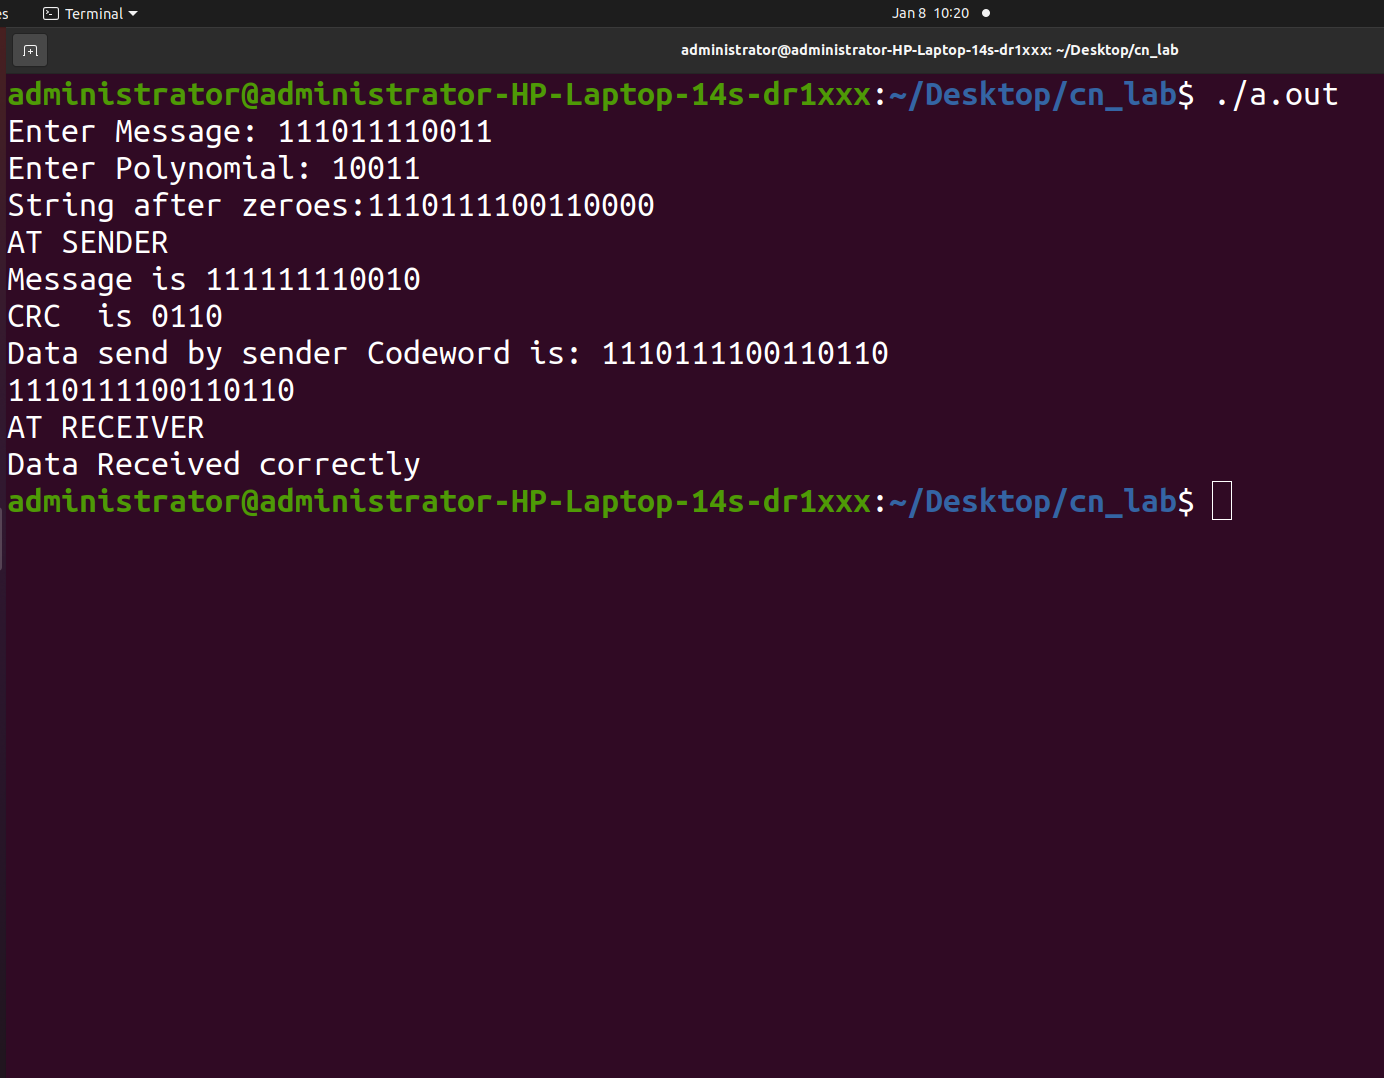 es Terminal Jan 8 10:20
administrator@administrator-HP-Laptop-14s-dr1xxx: ~/Desktop/cn_lab
administrator@administrator-HP-Laptop-14s-dr1xxx:~/Desktop/cn_lab$ ./a.out
Enter Message: 111011110011
Enter Polynomial: 10011
String after zeroes:1110111100110000
AT SENDER
Message is 111111110010
CRC  is 0110
Data send by sender Codeword is: 1110111100110110
1110111100110110
AT RECEIVER
Data Received correctly
administrator@administrator-HP-Laptop-14s-dr1xxx:~/Desktop/cn_lab$